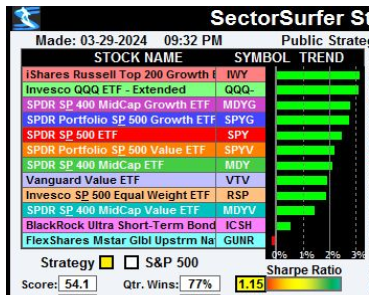 SectorSurfer St
Made: 03-29-2024 09:32 PM Public Strateg
STOCK NAME SYMBOL TREND
iShares Russell Top 200 Growth E IWY
Invesco QQQ ETF - Extended QQQ-
SPDR SP 400 MidCap Growth ETF MDYG
SPDR Portfolio SP 500 Growth ETF SPYG
SPDR SP 500 ETF SPY
SPDR Portfolio SP 500 Value ETF SPYV
SPDR SP 400 MidCap ETF MDY
Vanguard Value ETF VTV
Invesco SP 500 Equal Weight ETF RSP
SPDR SP 400 MidCap Value ETF MDYV
BlackRock Ultra Short-Term Bond ICSH
FlexShares Mstar Glbl Upstrm Na GUNR
0% 1% 2% 3%
Strategy S&P 500 Sharpe Ratio
Score: 54.1 Qtr. Wins: 77% 1.15